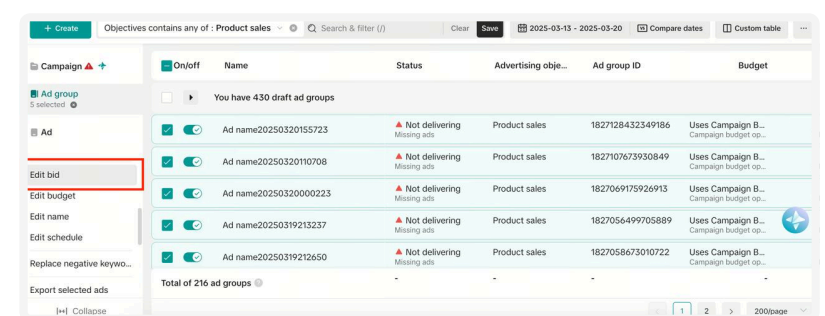 + Create
Objectives contains any of : Product sales
Search & filter (/)
Clear
Save
2025-03-13 - 2025-03-20
VS Compare dates
Custom table
...
Campaign
On/off
Name
Status
Advertising obje...
Ad group ID
Budget
Ad group
5 selected
You have 430 draft ad groups
Ad
Ad name20250320155723
Not delivering
Missing ads
Product sales
1827128432349186
Uses Campaign B...
Campaign budget op...
Ad name20250320110708
Not delivering
Missing ads
Product sales
1827107673930849
Uses Campaign B...
Campaign budget op...
Edit bid
Edit budget
Ad name20250320000223
Not delivering
Missing ads
Product sales
1827069175926913
Uses Campaign B...
Campaign budget op...
Edit name
Edit schedule
Ad name20250319213237
Not delivering
Missing ads
Product sales
1827056499705889
Uses Campaign B...
Campaign budget op...
Replace negative keywo...
Ad name20250319212650
Not delivering
Missing ads
Product sales
1827058673010722
Uses Campaign B...
Campaign budget op...
Export selected ads
Total of 216 ad groups
-
-
-
-
Collapse
1
2
200/page